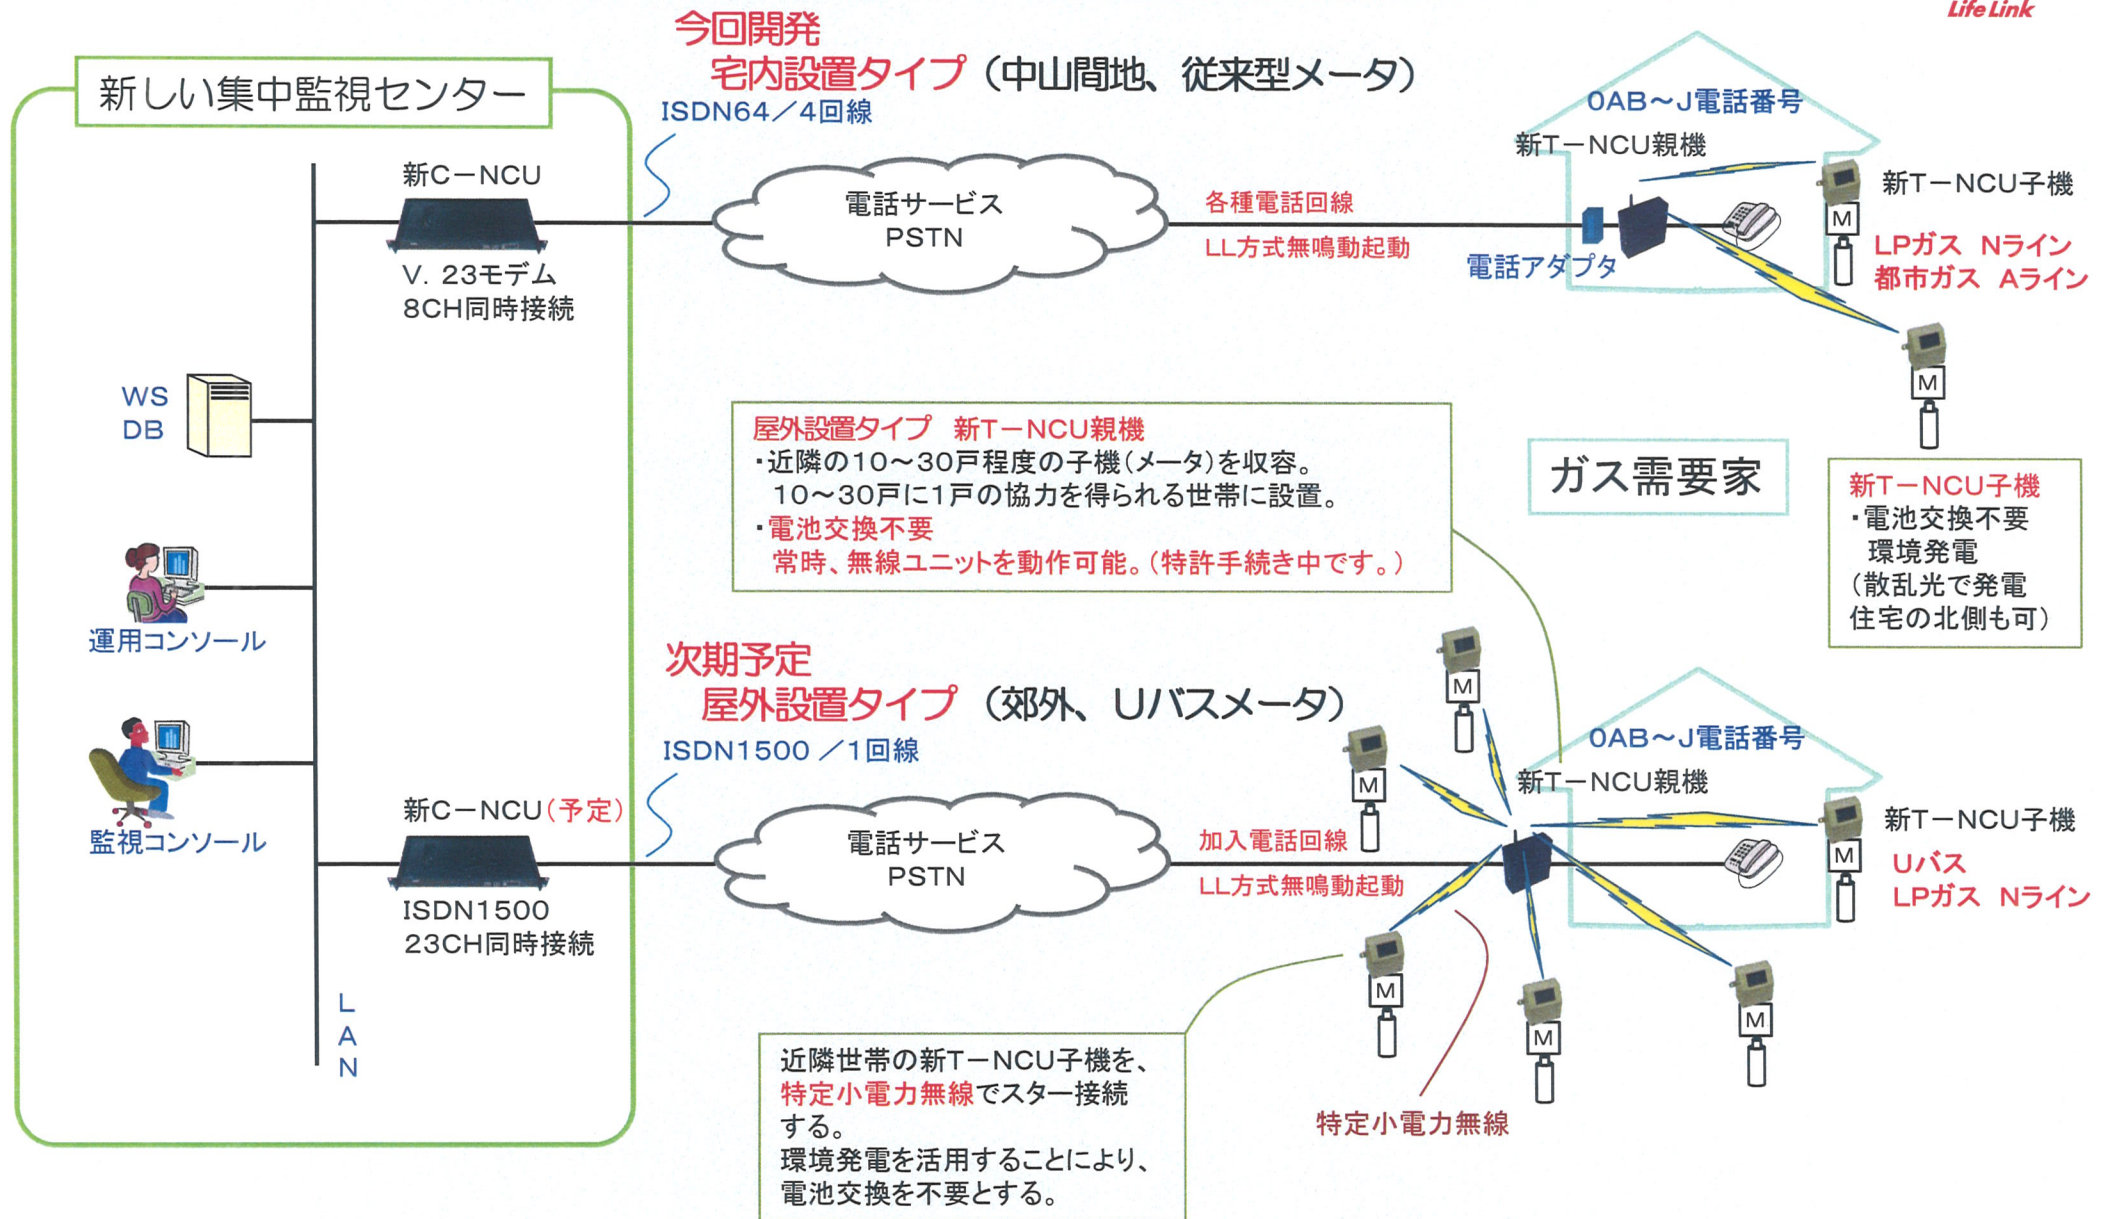 Life Link
今回開発
宅内設置タイプ（中山間地、従来型メータ）
新しい集中監視センター
ISDN64／4回線
0AB～J電話番号
新T－NCU親機
新C－NCU
電話サービス
PSTN
各種電話回線
LL方式無鳴動起動
電話アダプタ
新T－NCU子機
M
LPガス　Nライン
都市ガス　Aライン
V．23モデム
8CH同時接続
M
WS
DB
屋外設置タイプ　新T－NCU親機
・近隣の10～30戸程度の子機（メータ）を収容。
10～30戸に1戸の協力を得られる世帯に設置。
・電池交換不要
常時、無線ユニットを動作可能。（特許手続き中です。）
ガス需要家
新T－NCU子機
・電池交換不要
環境発電
（散乱光で発電
住宅の北側も可）
運用コンソール
次期予定
屋外設置タイプ（郊外、Uバスメータ）
ISDN1500／1回線
M
M
0AB～J電話番号
新T－NCU親機
監視コンソール
新C－NCU（予定）
電話サービス
PSTN
加入電話回線
LL方式無鳴動起動
新T－NCU子機
M
Uバス
LPガス　Nライン
ISDN1500
23CH同時接続
M
M
M
L
A
N
近隣世帯の新T－NCU子機を、
特定小電力無線でスター接続
する。
環境発電を活用することにより、
電池交換を不要とする。
特定小電力無線